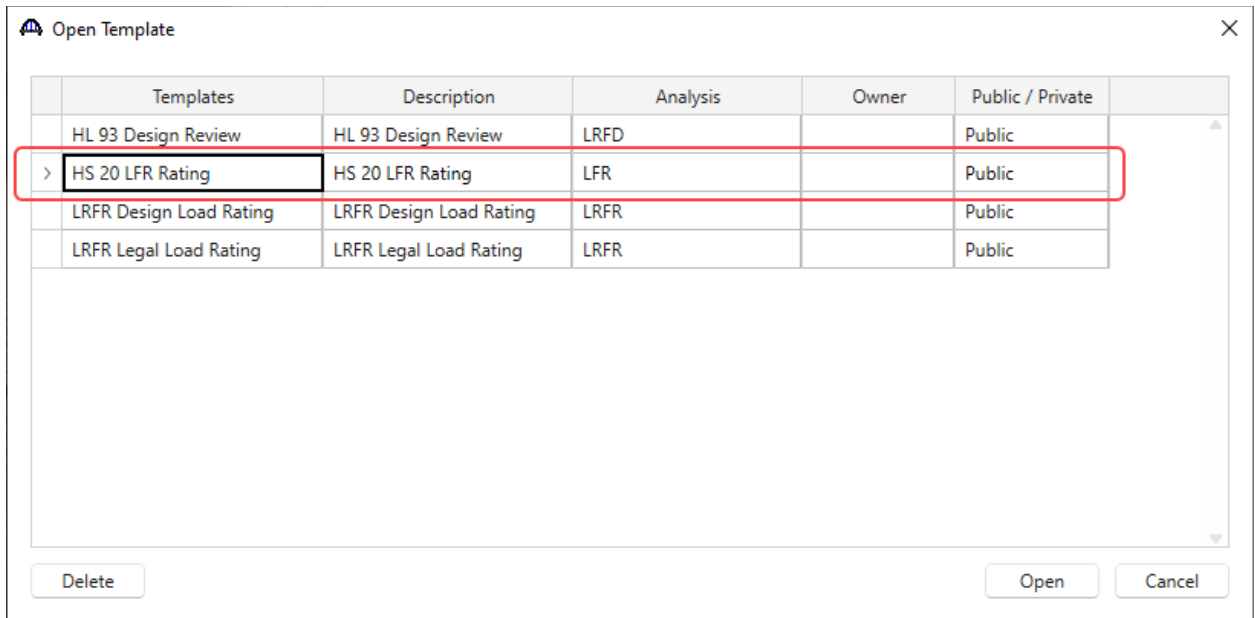 Open Template
Templates Description Analysis Owner Public / Private
HL 93 Design Review HL 93 Design Review LRFD Public
HS 20 LFR Rating HS 20 LFR Rating LFR Public
LRFR Design Load Rating LRFR Design Load Rating LRFR Public
LRFR Legal Load Rating LRFR Legal Load Rating LRFR Public
Delete Open Cancel